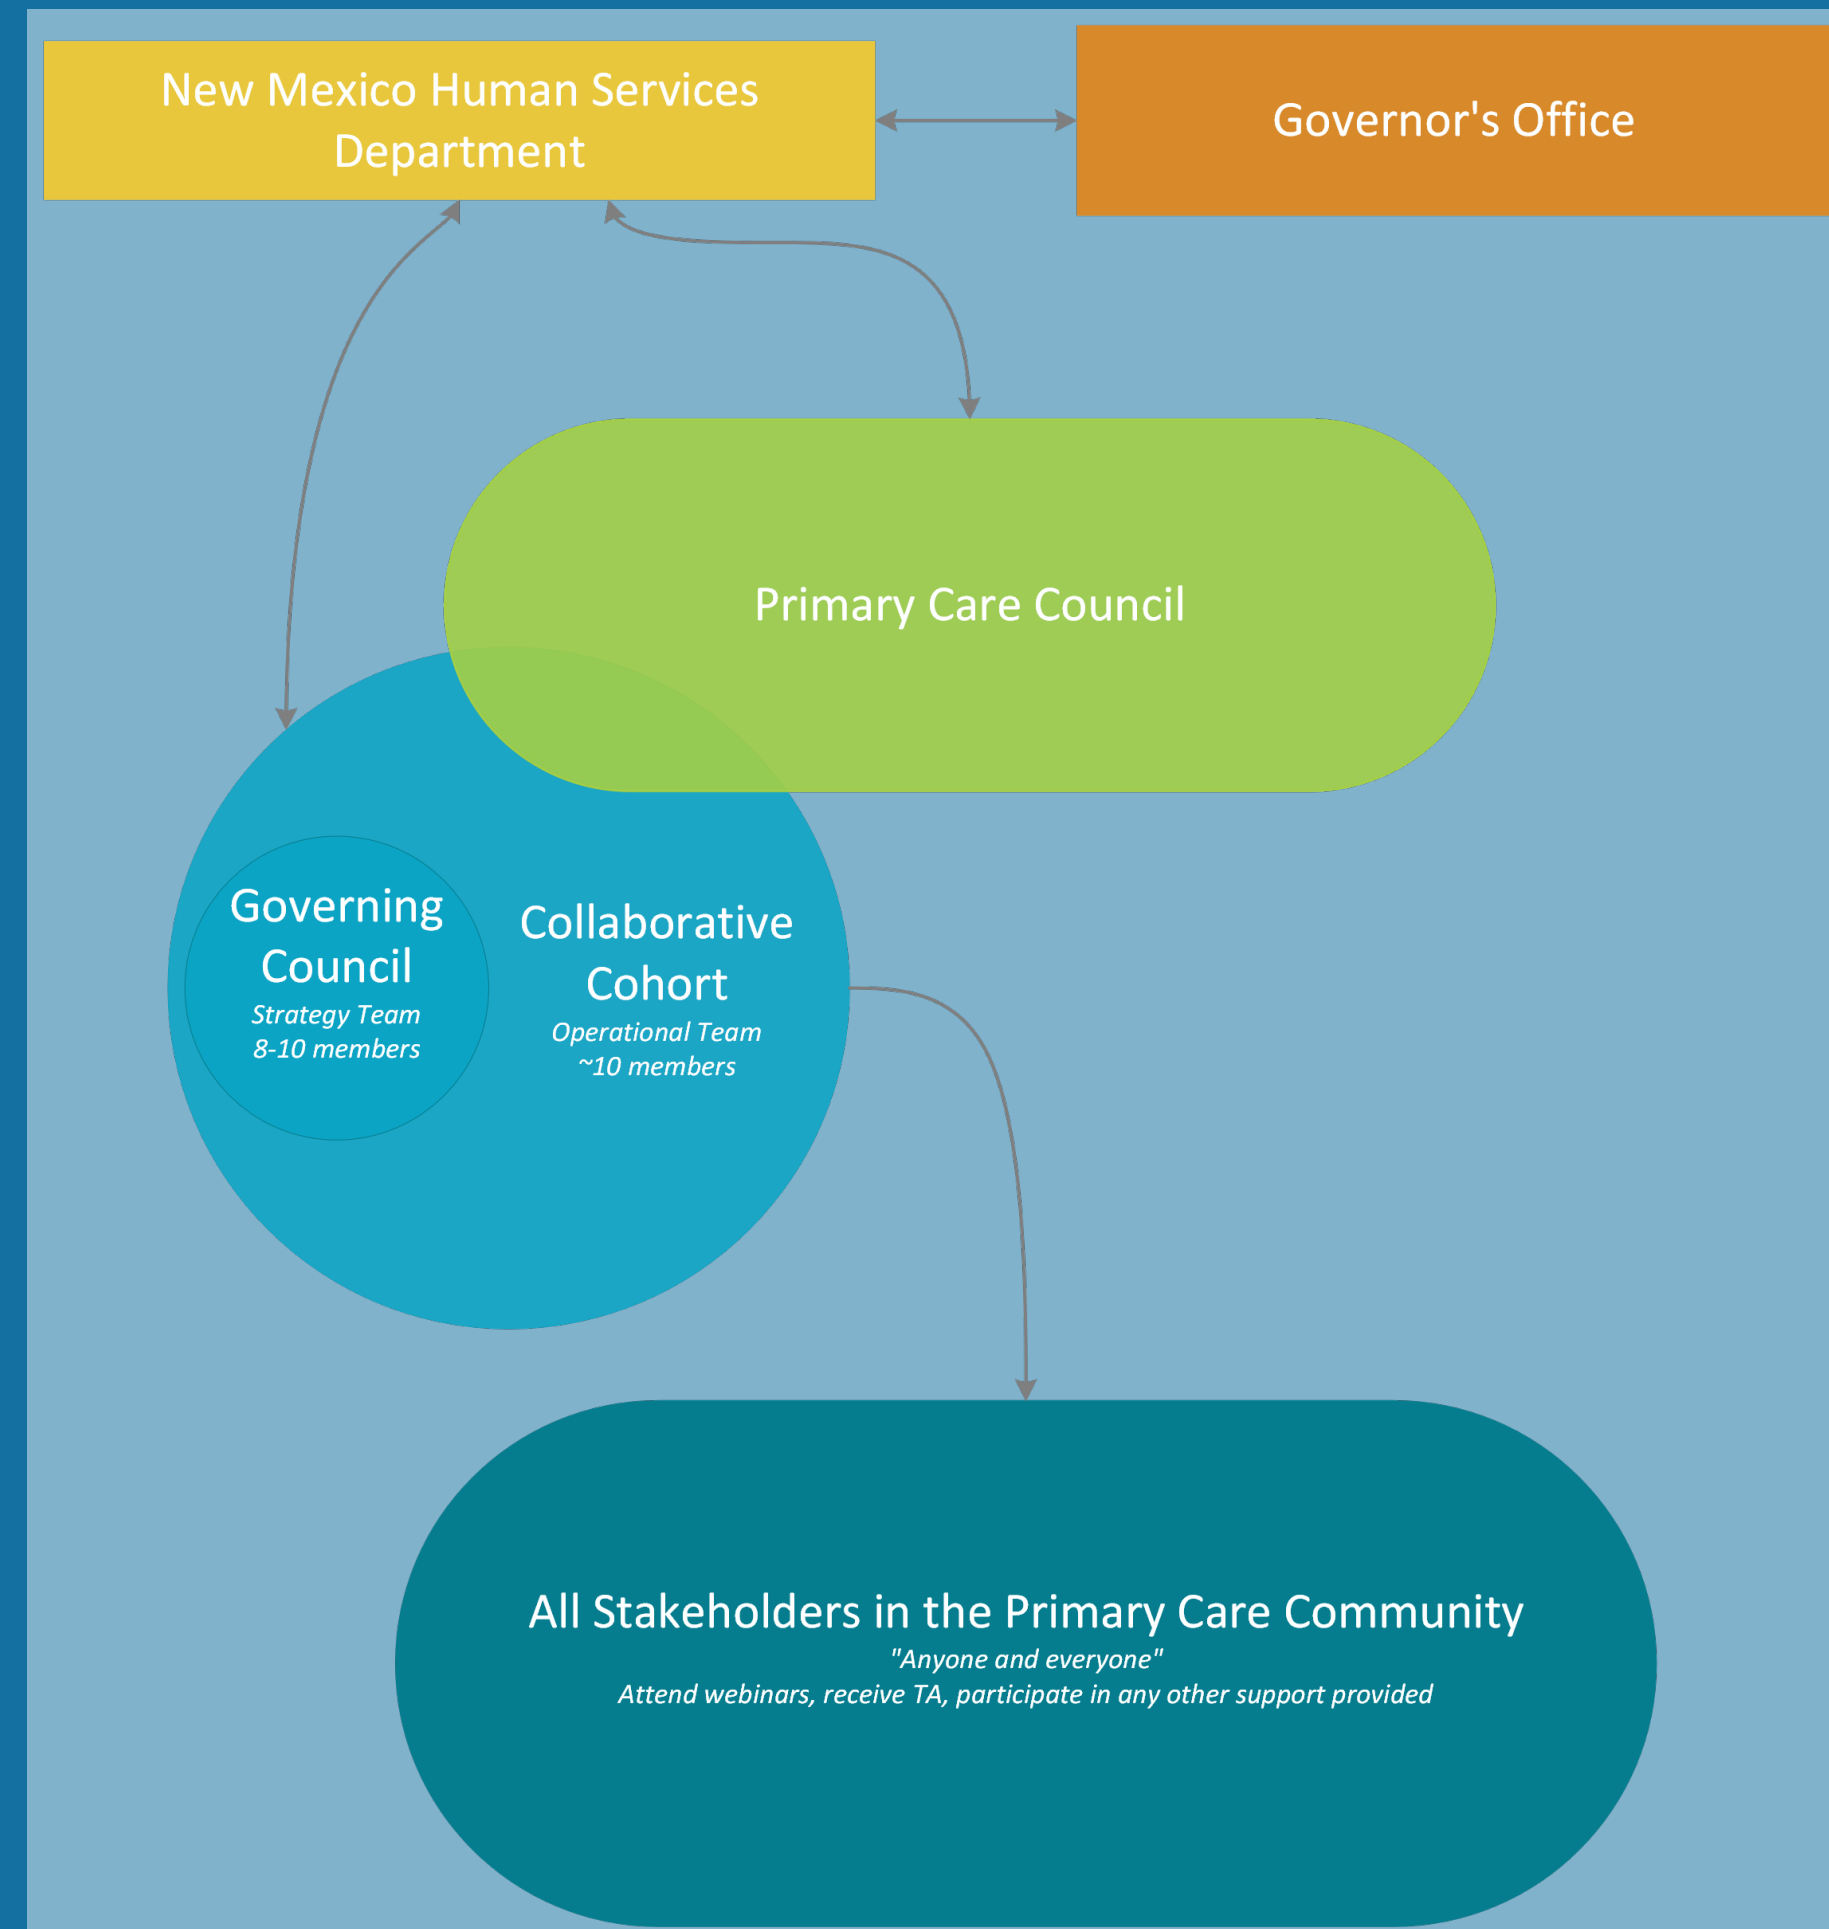 New Mexico Human Services
Department
Governor's Office
Primary Care Council
Governing
Council
Strategy Team
8-10 members
Collaborative
Cohort
Operational Team
~10 members
All Stakeholders in the Primary Care Community
"Anyone and everyone"
Attend webinars, receive TA, participate in any other support provided